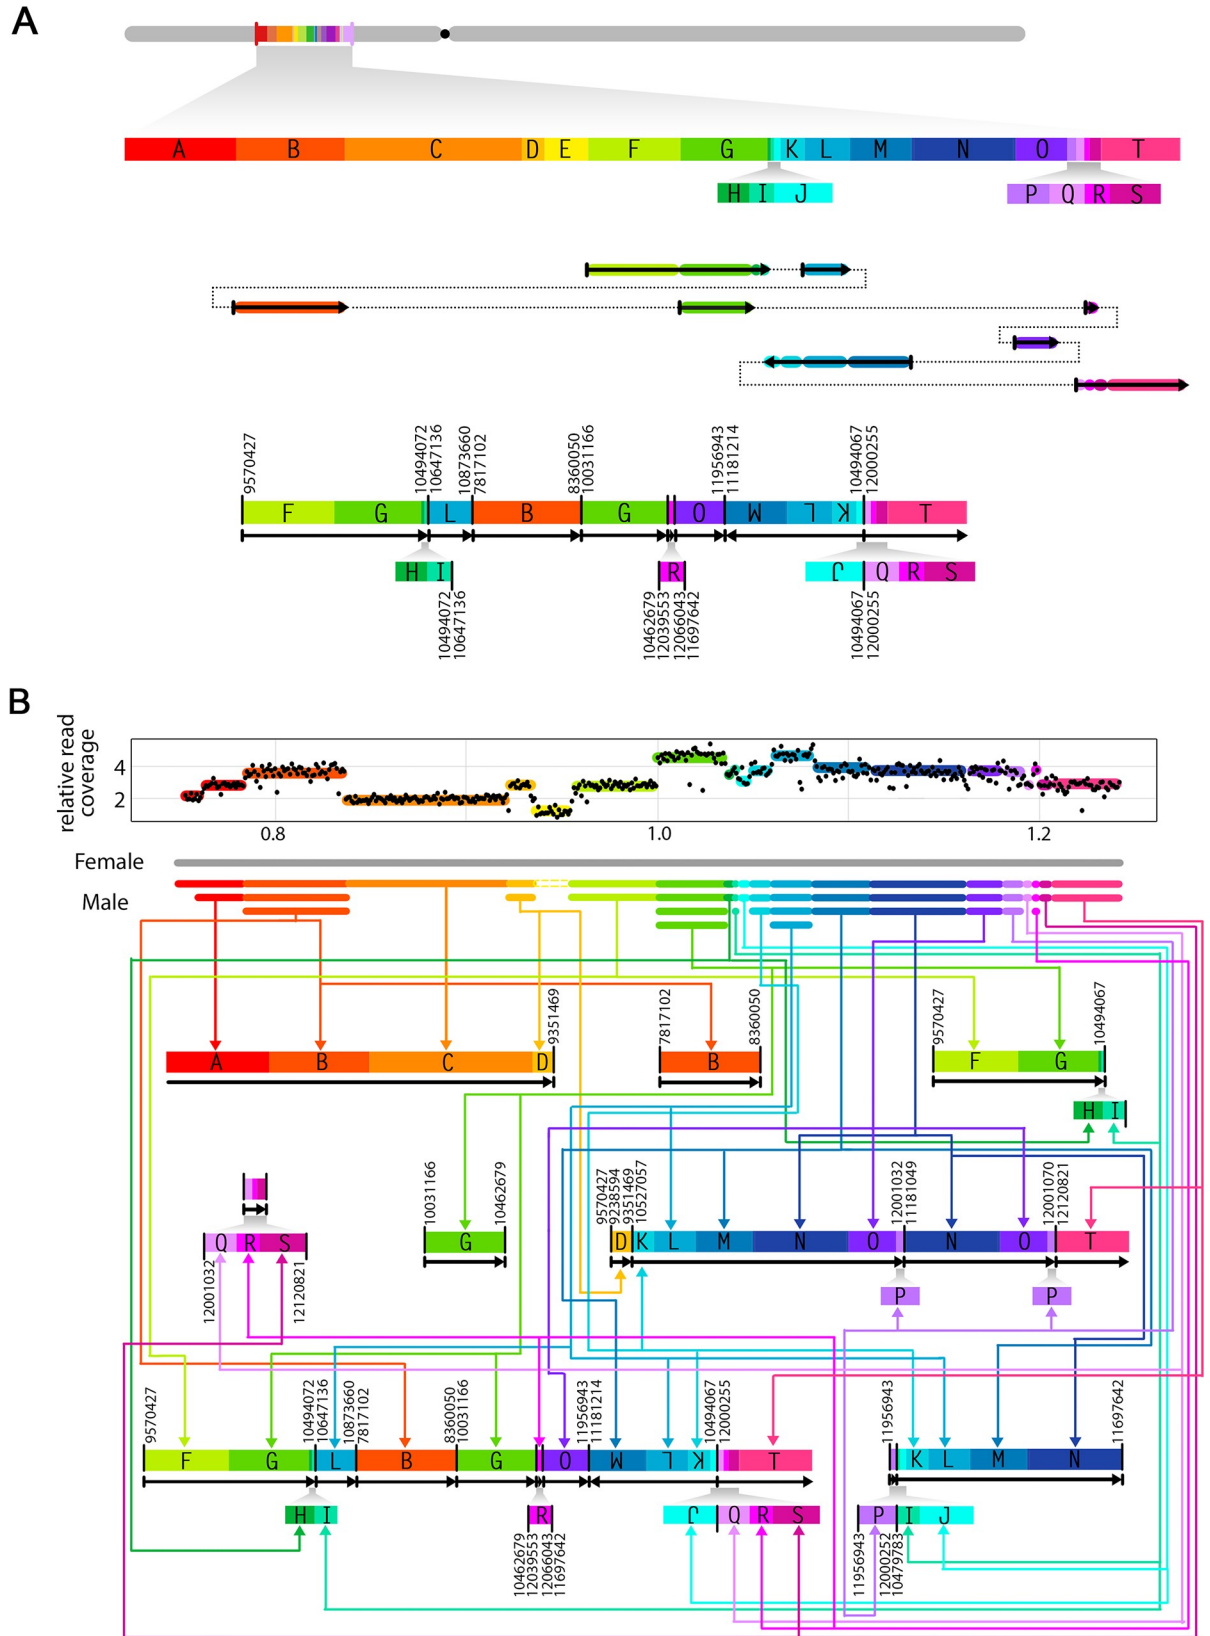 A
A B C D E F G K L M N O T
H I J P Q R S
9570427 10494072 10647136 10873660 7817102 8360050 10031166 11956943 11181214 10494067 12000255
F G L B G O M L K T
H I R J Q R S
10494072 10647136 10462679 12039553 12066043 11697642 10494067 12000255
B
relative read coverage
4
2
0.8 1.0 1.2
Female
Male
9351469 7817102 8360050 9570427 10494067
A B C D B F G
H I
12001032 12120821 10031166 10462679 9570427 9238594 9351469 10527057 12001032 11181049 12001070 12120821
Q R S G D K L M N O N O T
P P
9570427 10494072 10647136 10873660 7817102 8360050 10031166 11956943 11181214 10494067 12000255 11956943 11697642
F G L B G O M L K T K L M N
H I R J Q R S P I J
10462679 12039553 12066043 11697642 11956943 12000252 10479783